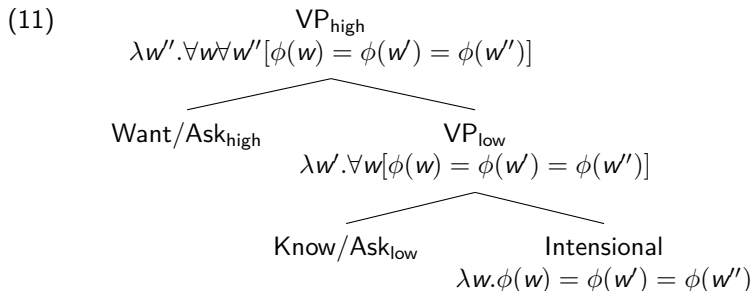 (11)
VP_high
λw''.∀w∀w''[ϕ(w) = ϕ(w') = ϕ(w'')]
Want/Ask_high VP_low
λw'.∀w[ϕ(w) = ϕ(w') = ϕ(w'')]
Know/Ask_low Intensional
λw.ϕ(w) = ϕ(w') = ϕ(w'')